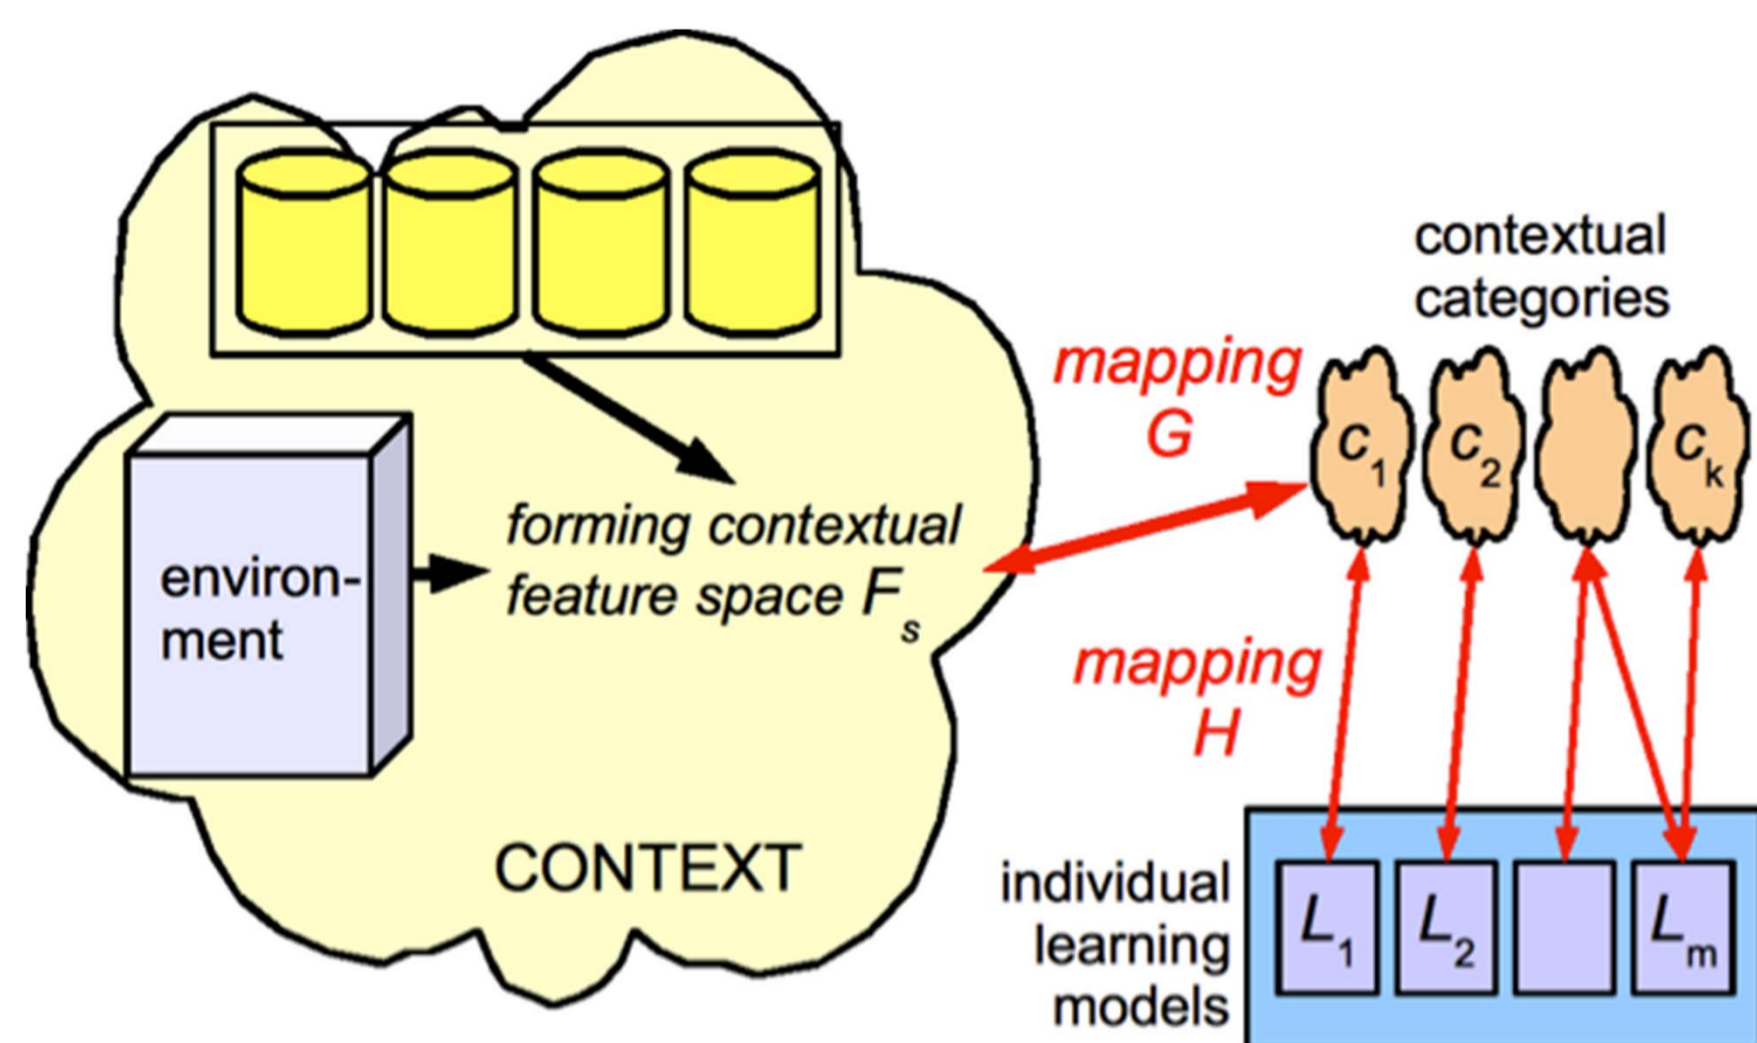 contextual
categories
mapping
G
c1
c2
ck
environ-
ment
forming contextual
feature space Fs
mapping
H
CONTEXT
individual
learning
models
L1
L2
Lm